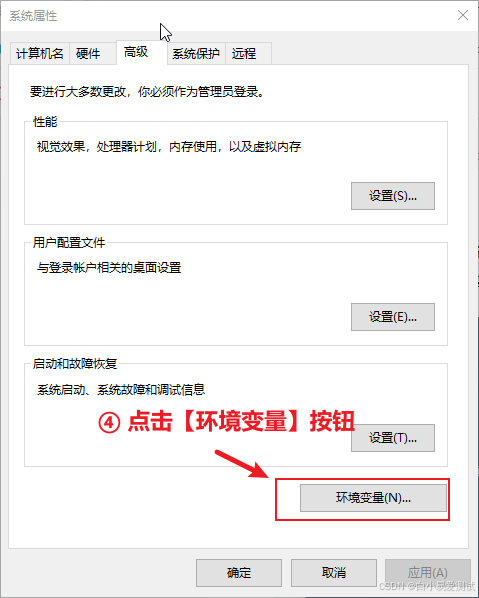 系统属性
计算机名 硬件 高级 系统保护 远程
要进行大多数更改，你必须作为管理员登录。
性能
视觉效果，处理器计划，内存使用，以及虚拟内存
设置(S)...
用户配置文件
与登录帐户相关的桌面设置
设置(E)...
启动和故障恢复
系统启动、系统故障和调试信息
④ 点击【环境变量】按钮
设置(T)...
环境变量(N)...
确定 取消 应用(A)
CSDN @白小易爱测试